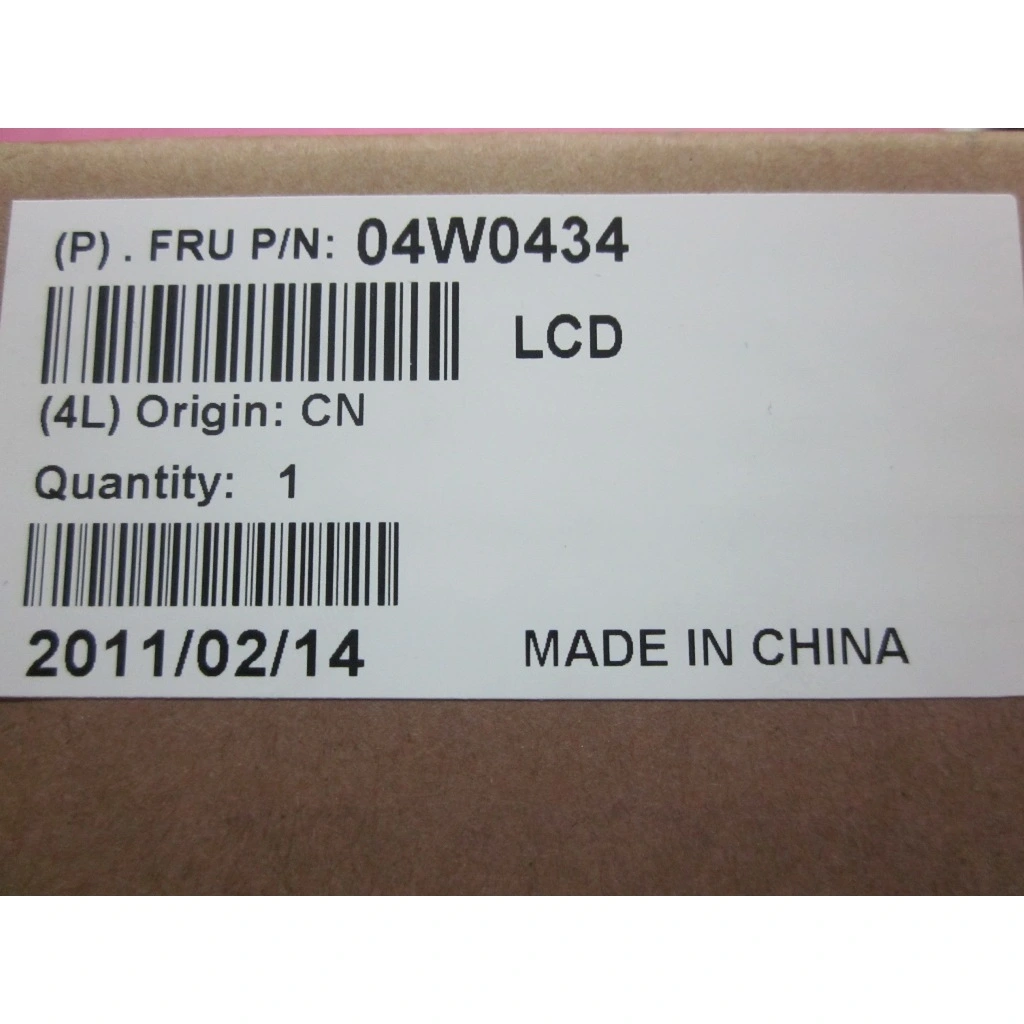 (P) . FRU P/N: 04W0434
LCD
(4L) Origin: CN
Quantity: 1
2011/02/14
MADE IN CHINA